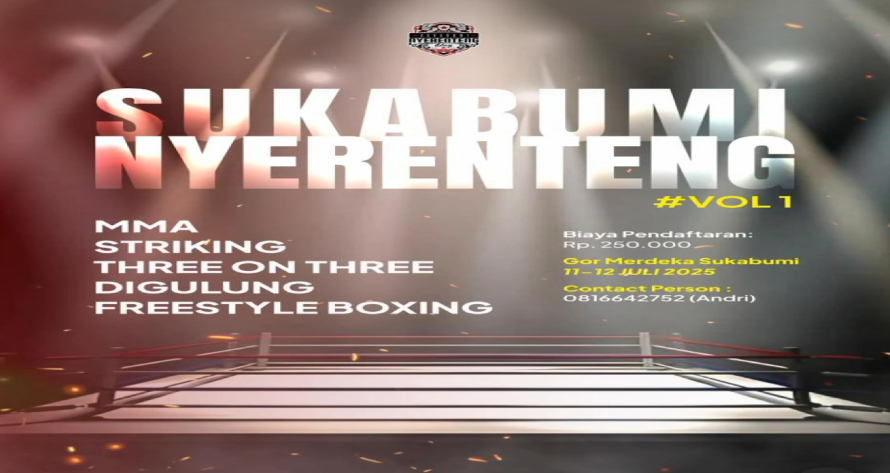 NYERENTENG
SUKABUMI
NYERENTENG
#VOL 1
MMA
STRIKING
THREE ON THREE
DIGULUNG
FREESTYLE BOXING
Biaya Pendaftaran:
Rp. 250.000
Gor Merdeka Sukabumi
11-12 JULI 2025
Contact Person :
0816642752 (Andri)